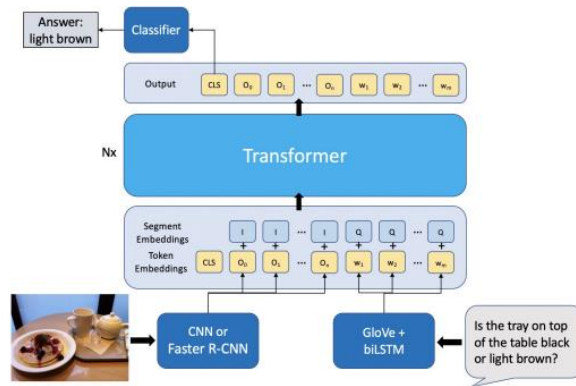 Answer:
light brown
Classifier
Output
CLS O₀ O₁ ... Oₙ w₁ w₂ ... wₘ
Nx
Transformer
Segment
Embeddings
I I ... I Q Q ... Q
+ + + + + +
Token
Embeddings
CLS O₀ O₁ ... Oₙ w₁ w₂ ... wₘ
CNN or
Faster R-CNN
GloVe +
biLSTM
Is the tray on top
of the table black
or light brown?